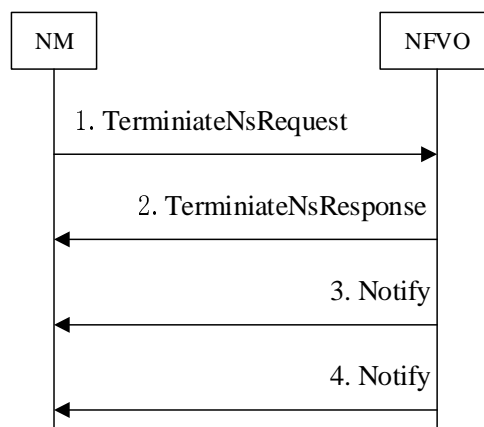 NM
NFVO
1. TerminiateNsRequest
2. TerminiateNsResponse
3. Notify
4. Notify